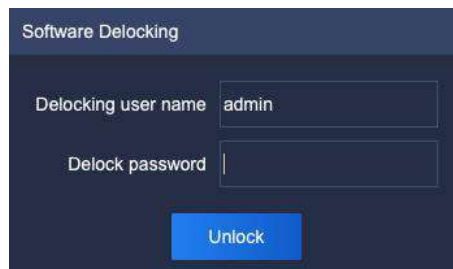 Software Delocking
Delocking user name admin
Delock password
Unlock